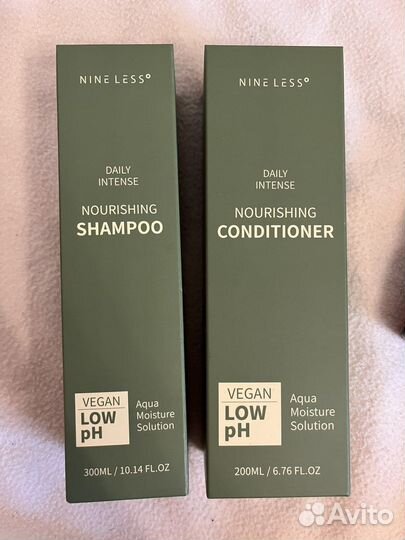 NINE LESS°
DAILY
INTENSE
NOURISHING
SHAMPOO
VEGAN
LOW
pH
Aqua
Moisture
Solution
300ML / 10.14 FL.OZ
NINE LESS°
DAILY
INTENSE
NOURISHING
CONDITIONER
VEGAN
LOW
pH
Aqua
Moisture
Solution
200ML / 6.76 FL.OZ
Avito